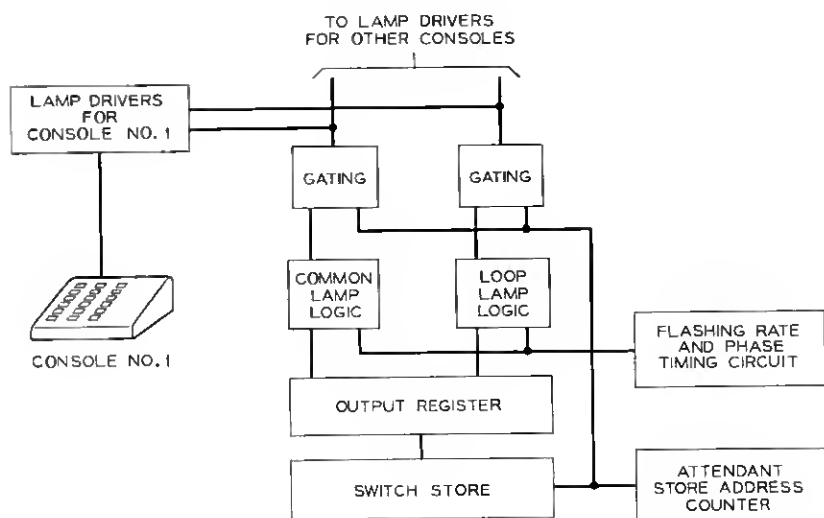 TO LAMP DRIVERS
FOR OTHER CONSOLES
LAMP DRIVERS
FOR
CONSOLE NO.1
GATING
GATING
COMMON
LAMP
LOGIC
LOOP
LAMP
LOGIC
CONSOLE NO.1
FLASHING RATE
AND PHASE
TIMING CIRCUIT
OUTPUT REGISTER
SWITCH STORE
ATTENDANT
STORE ADDRESS
COUNTER